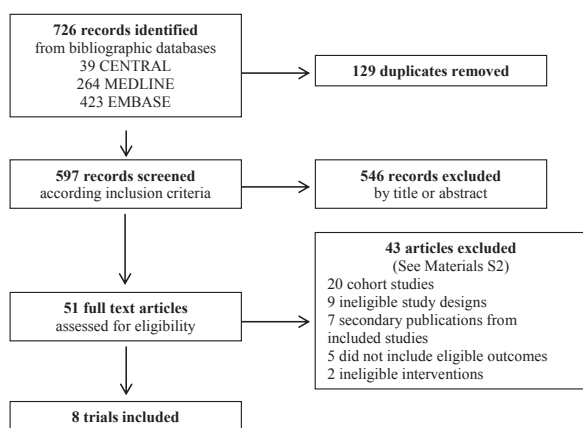 726 records identified
from bibliographic databases
39 CENTRAL
264 MEDLINE
423 EMBASE
129 duplicates removed
597 records screened
according inclusion criteria
546 records excluded
by title or abstract
43 articles excluded
(See Materials S2)
20 cohort studies
9 ineligible study designs
7 secondary publications from
included studies
5 did not include eligible outcomes
2 ineligible interventions
51 full text articles
assessed for eligibility
8 trials included